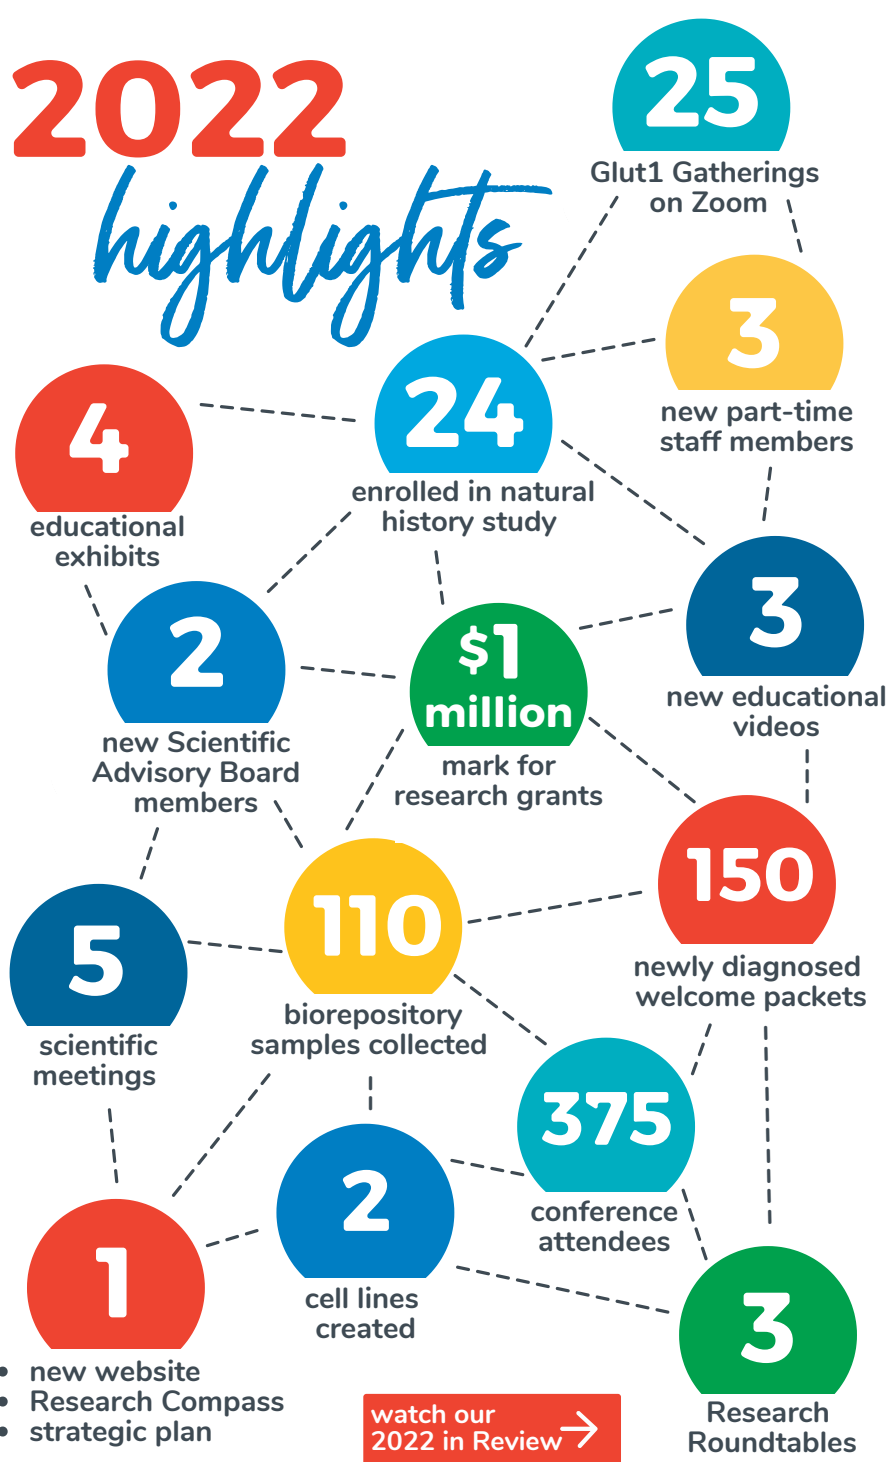 2022
highlights
25
Glut1 Gatherings
on Zoom
3
new part-time
staff members
24
enrolled in natural
history study
4
educational
exhibits
2
new Scientific
Advisory Board
members
$1
million
mark for
research grants
3
new educational
videos
150
newly diagnosed
welcome packets
110
biorepository
samples collected
5
scientific
meetings
375
conference
attendees
2
cell lines
created
1
• new website
• Research Compass
• strategic plan
3
Research
Roundtables
watch our
2022 in Review